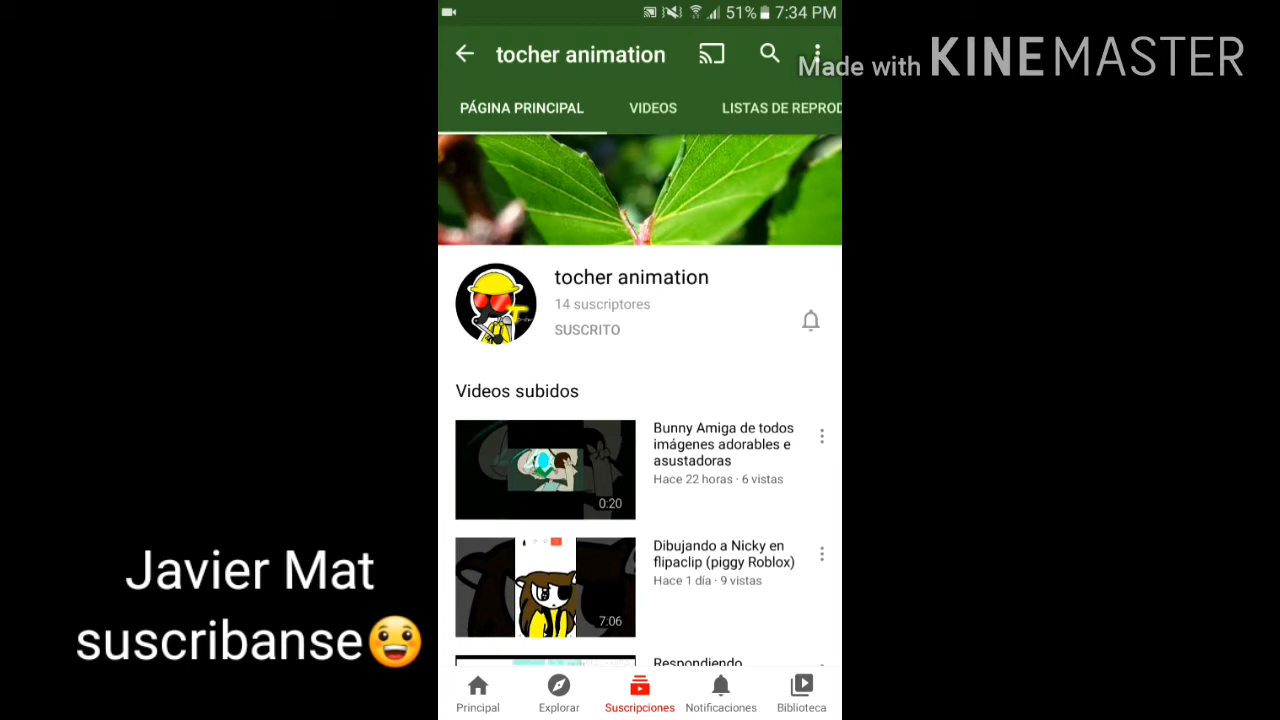 51% 7:34 PM
tocher animation
Made with KINEMASTER
PÁGINA PRINCIPAL VIDEOS LISTAS DE REPROD
tocher animation
14 suscriptores
SUSCRITO
Videos subidos
Bunny Amiga de todos
imágenes adorables e
asustadoras
Hace 22 horas · 6 vistas
0:20
Dibujando a Nicky en
flipaclip (piggy Roblox)
Hace 1 día · 9 vistas
7:06
Respondiendo
Javier Mat
suscribanse😀
Principal Explorar Suscripciones Notificaciones Biblioteca